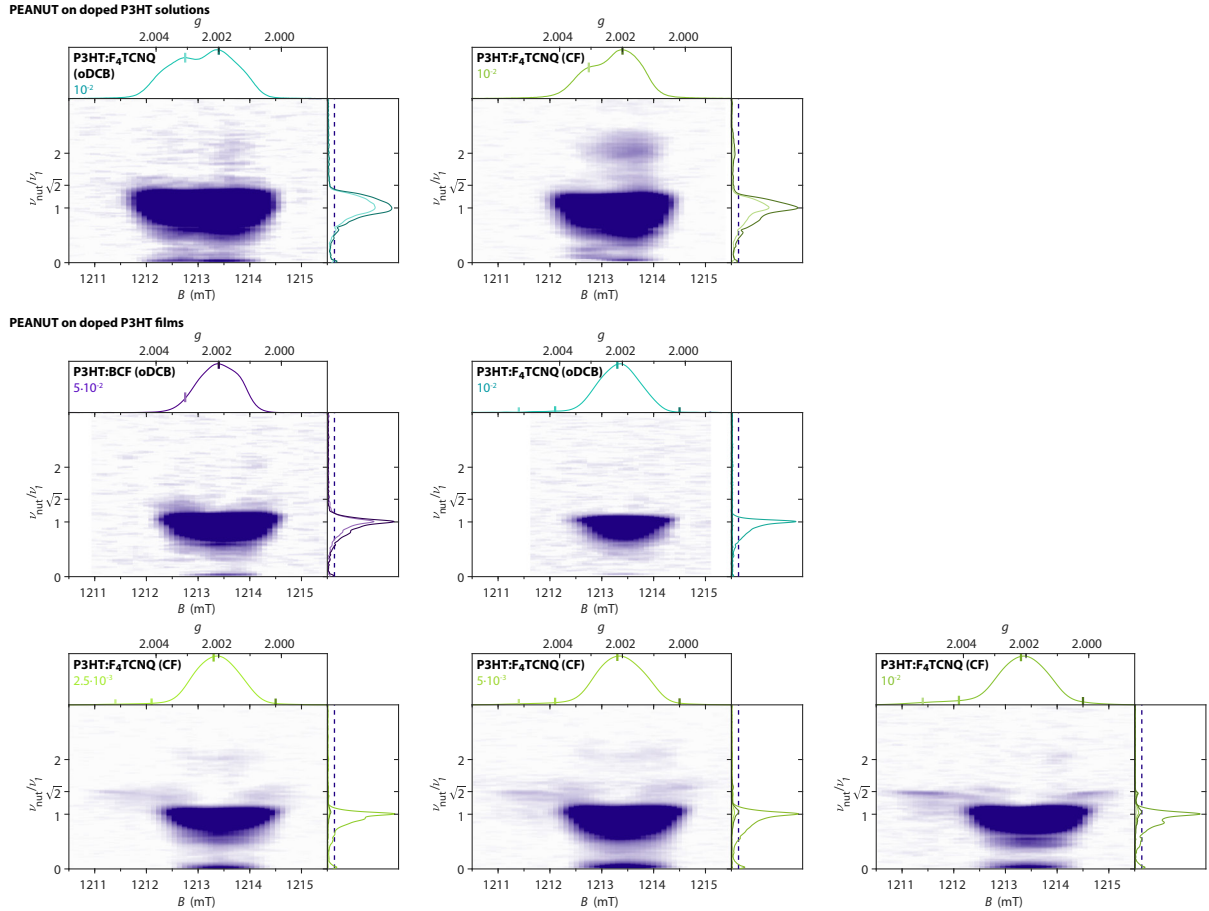 PEANUT on doped P3HT solutions
g
2.004 2.002 2.000
P3HT:F₄TCNQ
(oDCB)
10⁻²
νnut/νI
2
√2
1
0
1211 1212 1213 1214 1215
B (mT)
g
2.004 2.002 2.000
P3HT:F₄TCNQ (CF)
10⁻²
νnut/νI
2
√2
1
0
1211 1212 1213 1214 1215
B (mT)
PEANUT on doped P3HT films
g
2.004 2.002 2.000
P3HT:BCF (oDCB)
5·10⁻²
νnut/νI
2
√2
1
0
1211 1212 1213 1214 1215
B (mT)
g
2.004 2.002 2.000
P3HT:F₄TCNQ (oDCB)
10⁻²
νnut/νI
2
√2
1
0
1211 1212 1213 1214 1215
B (mT)
g
2.004 2.002 2.000
P3HT:F₄TCNQ (CF)
2.5·10⁻³
νnut/νI
2
√2
1
0
1211 1212 1213 1214 1215
B (mT)
g
2.004 2.002 2.000
P3HT:F₄TCNQ (CF)
5·10⁻³
νnut/νI
2
√2
1
0
1211 1212 1213 1214 1215
B (mT)
g
2.004 2.002 2.000
P3HT:F₄TCNQ (CF)
10⁻²
νnut/νI
2
√2
1
0
1211 1212 1213 1214 1215
B (mT)